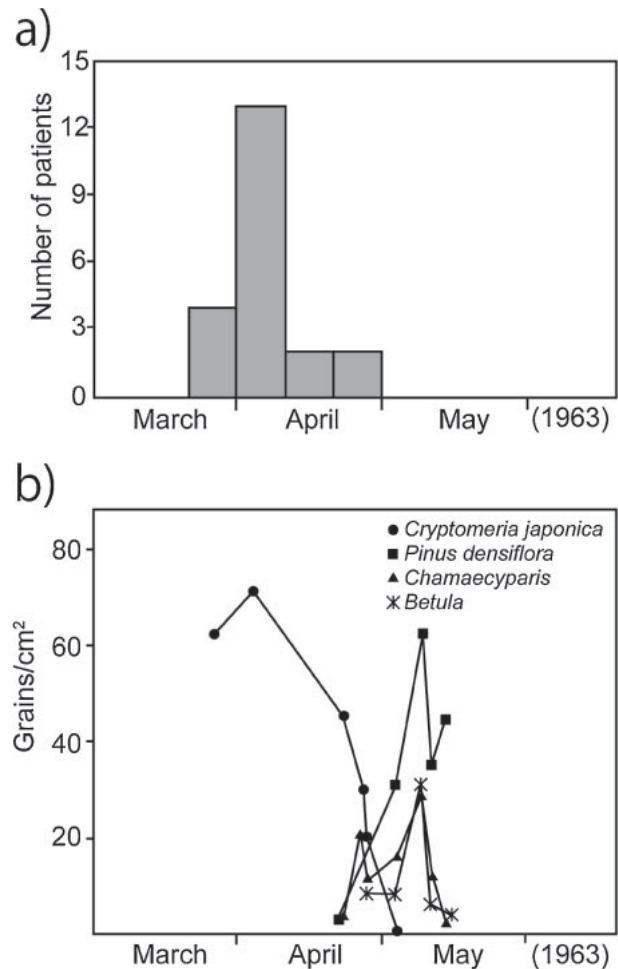 a)
Number of patients
15
12
9
6
3
0
March April May (1963)
b)
Grains/cm²
80
60
40
20
Cryptomeria japonica
Pinus densiflora
Chamaecyparis
Betula
March April May (1963)